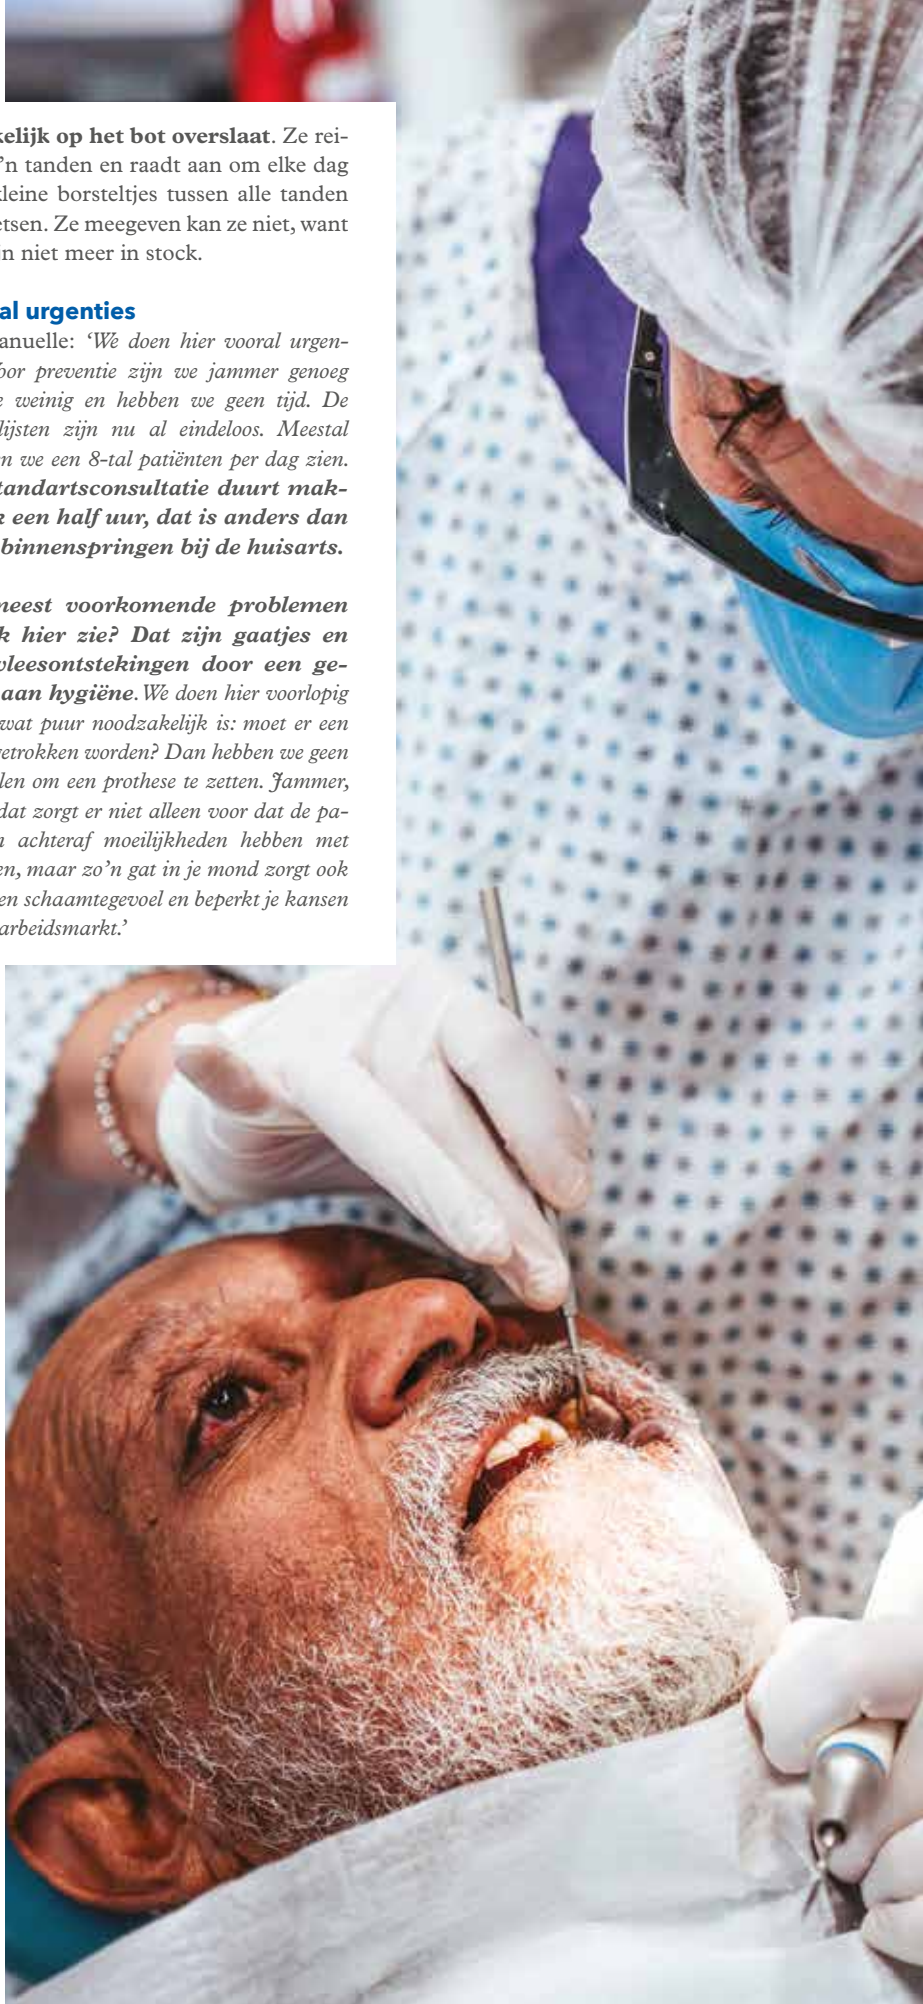 kelijk op het bot overslaat. Ze rei-
’n tanden en raadt aan om elke dag
kleine borsteltjes tussen alle tanden
etsen. Ze meegeven kan ze niet, want
jn niet meer in stock.
al urgenties
anuelle: ‘We doen hier vooral urgen-
oor preventie zijn we jammer genoeg
e weinig en hebben we geen tijd. De
lijsten zijn nu al eindeloos. Meestal
en we een 8-tal patiënten per dag zien.
tandartsconsultatie duurt mak-
k een half uur, dat is anders dan
binnenspringen bij de huisarts.
meest voorkomende problemen
k hier zie? Dat zijn gaatjes en
vleesontstekingen door een ge-
aan hygiëne. We doen hier voorlopig
wat puur noodzakelijk is: moet er een
getrokken worden? Dan hebben we geen
len om een prothese te zetten. Jammer,
dat zorgt er niet alleen voor dat de pa-
n achteraf moeilijkheden hebben met
en, maar zo’n gat in je mond zorgt ook
en schaamtegevoel en beperkt je kansen
arbeidsmarkt.’